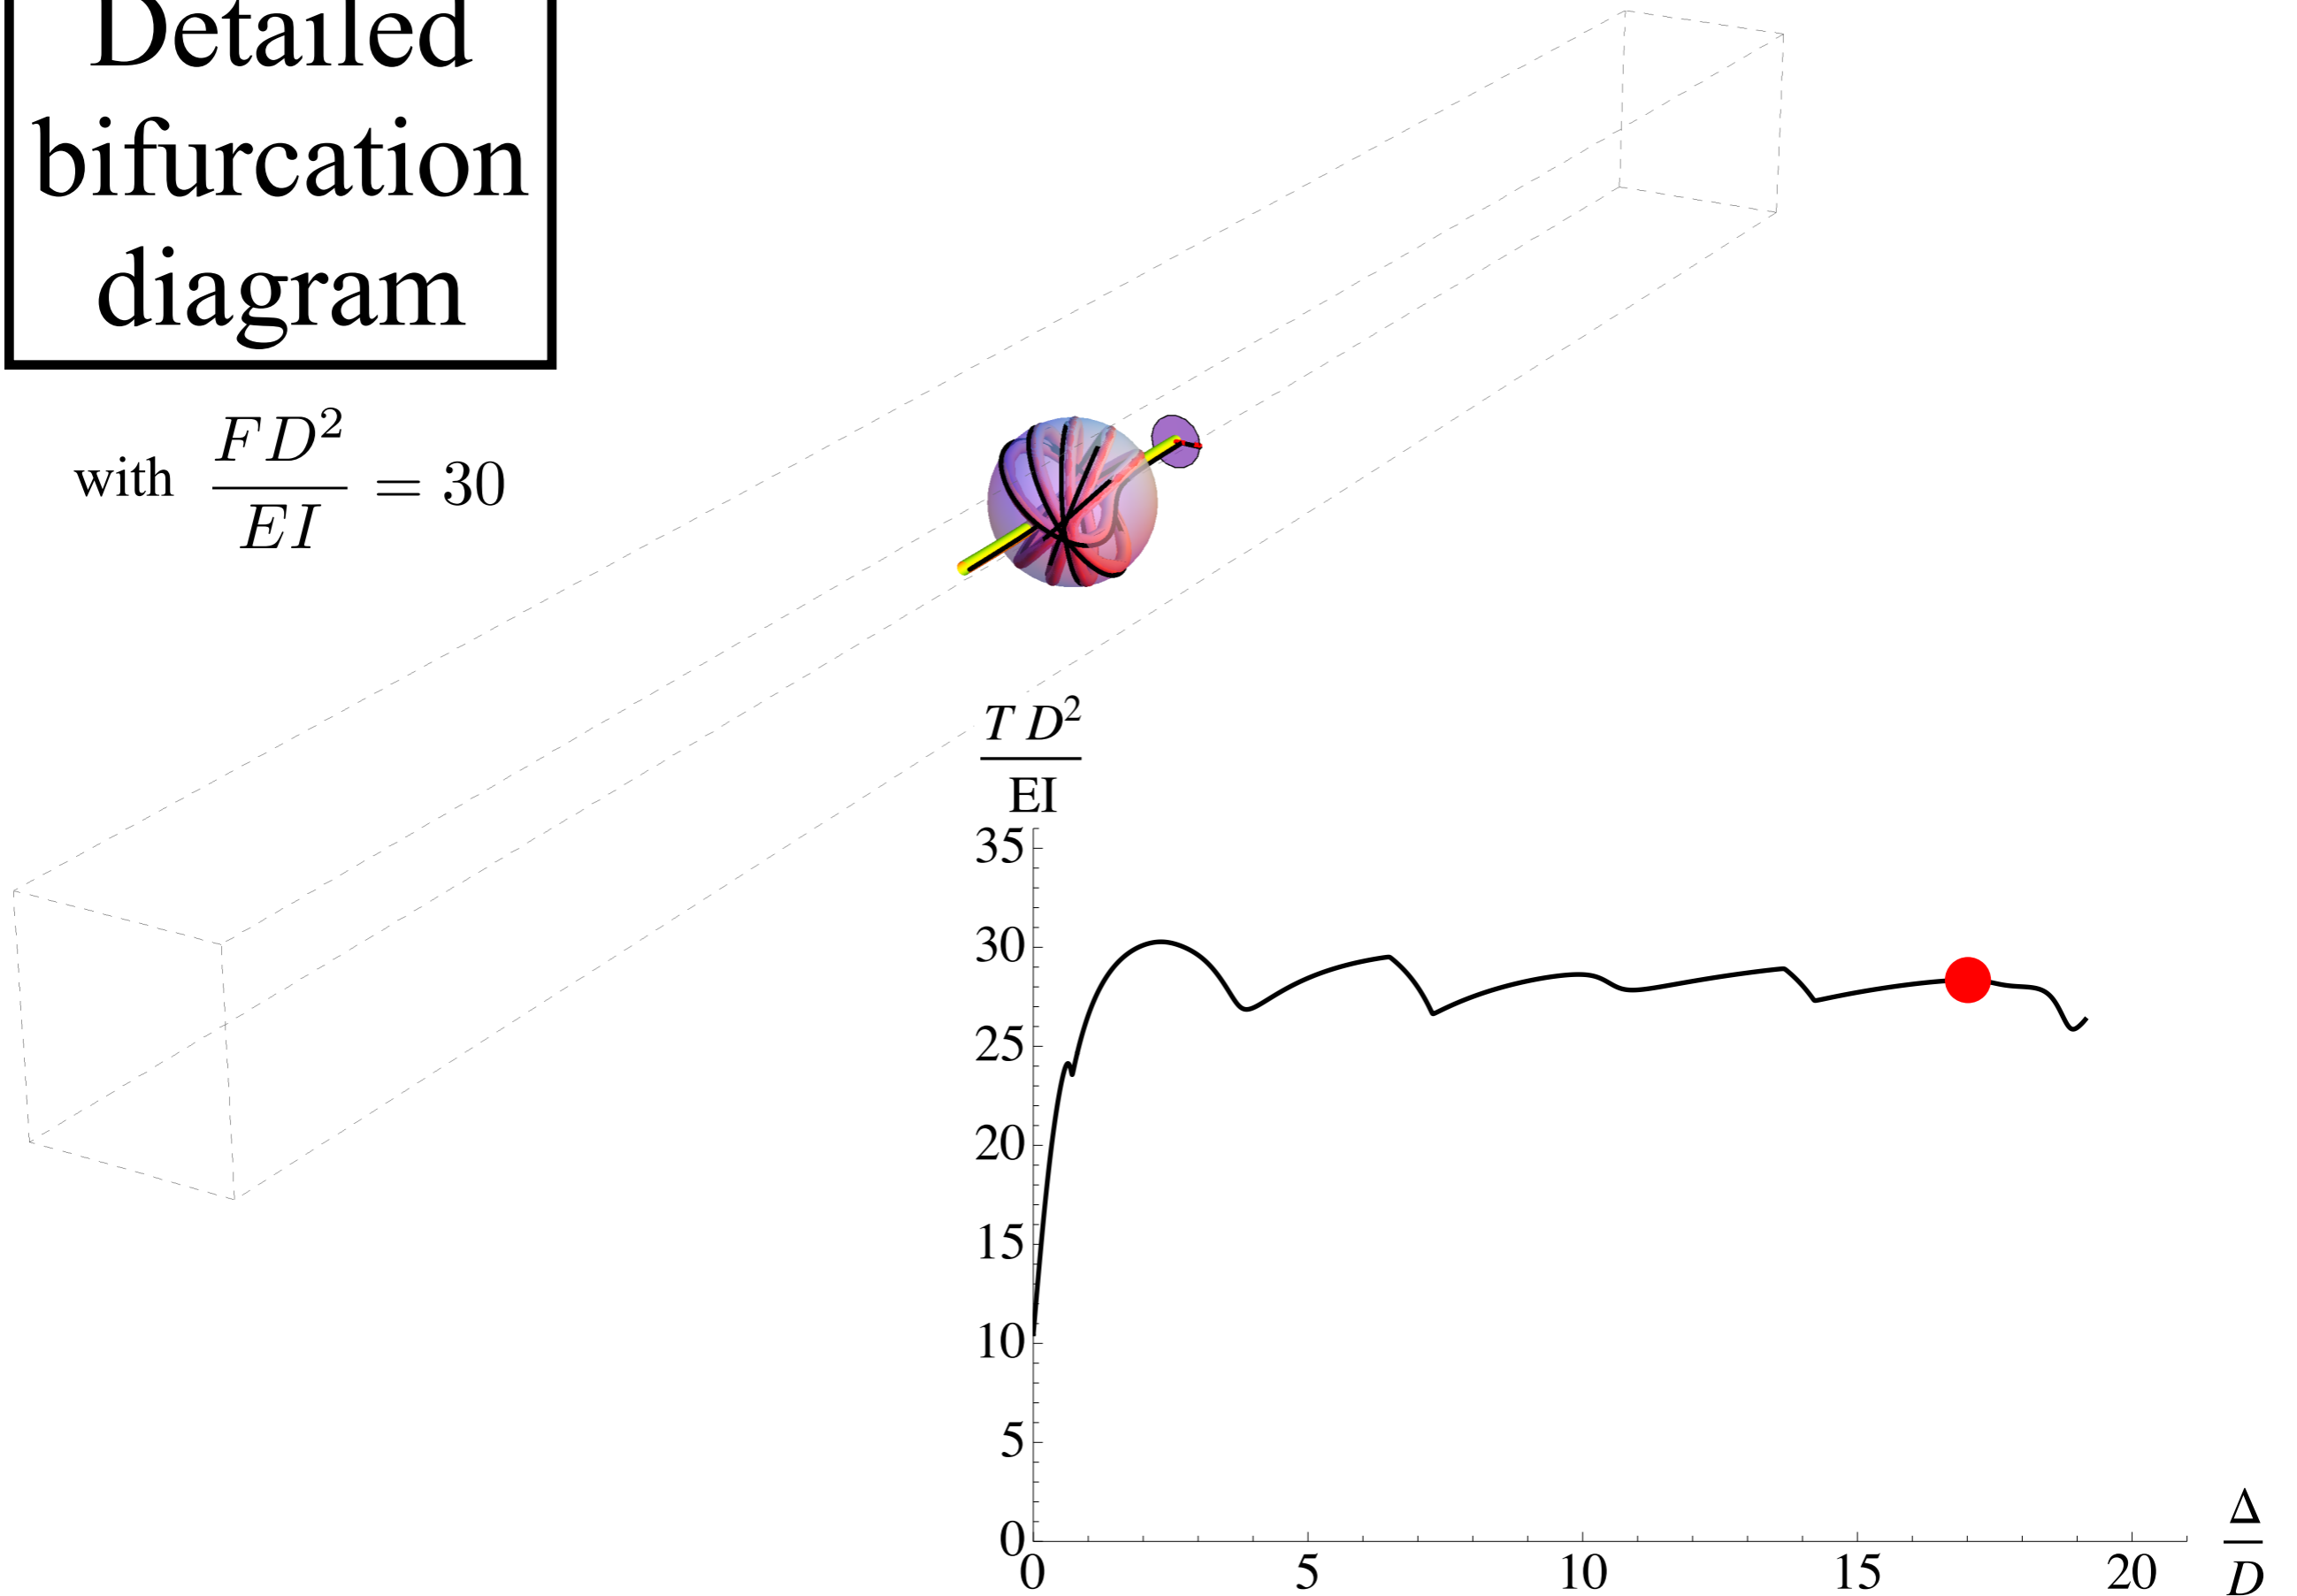 Detailed
bifurcation
diagram
with FD²/EI = 30
T D²
EI
35
30
25
20
15
10
5
0
0 5 10 15 20
Δ
D